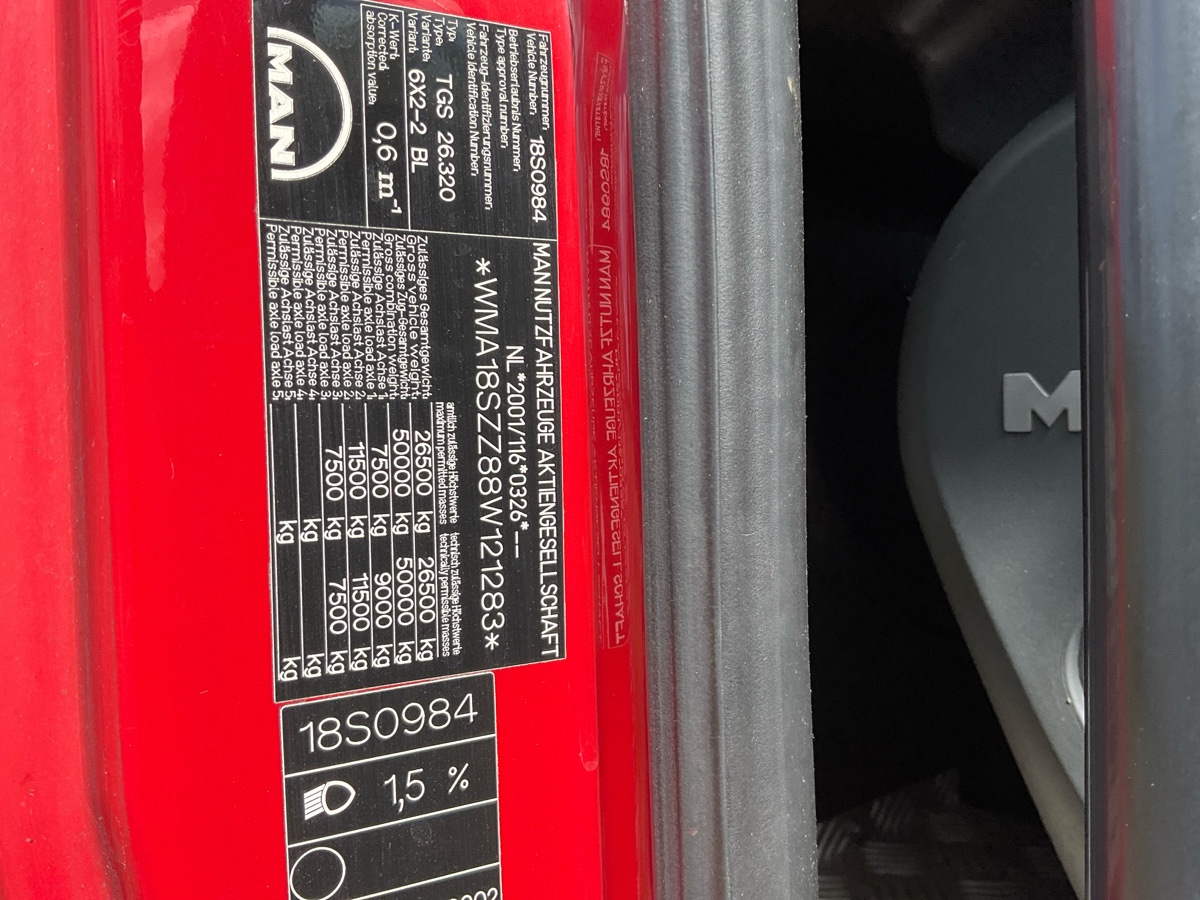 MAN
Fahrzeugnummer:
Vehicle Number:
18S0984
Betriebserlaubnis Nummer:
Type approval number:
Fahrzeug-Identifizierungsnummer:
Vehicle Identification Number:
Typ:
Type:
TGS 26.320
Variante:
Variant:
6X2-2 BL
K-Wert:
Corrected
absorption value:
0,6 m⁻¹
MAN NUTZFAHRZEUGE AKTIENGESELLSCHAFT
NL*2001/116*0326*--
*WMA18SZZ88W121283*
amtlich zulässige Höchstwerte technisch zulässige Höchstwerte
maximum permitted masses technically permissible masses
Zulässiges Gesamtgewicht:
Gross vehicle weight:
26500 kg 26500 kg
Zulässiges Zug-Gesamtgewicht:
Gross combination weight:
50000 kg 50000 kg
Zulässige Achslast Achse 1:
Permissible axle load axle 1:
7500 kg 9000 kg
Zulässige Achslast Achse 2:
Permissible axle load axle 2:
11500 kg 11500 kg
Zulässige Achslast Achse 3:
Permissible axle load axle 3:
7500 kg 7500 kg
Zulässige Achslast Achse 4:
Permissible axle load axle 4:
kg kg
Zulässige Achslast Achse 5:
Permissible axle load axle 5:
kg kg
18S0984
1,5 %
M